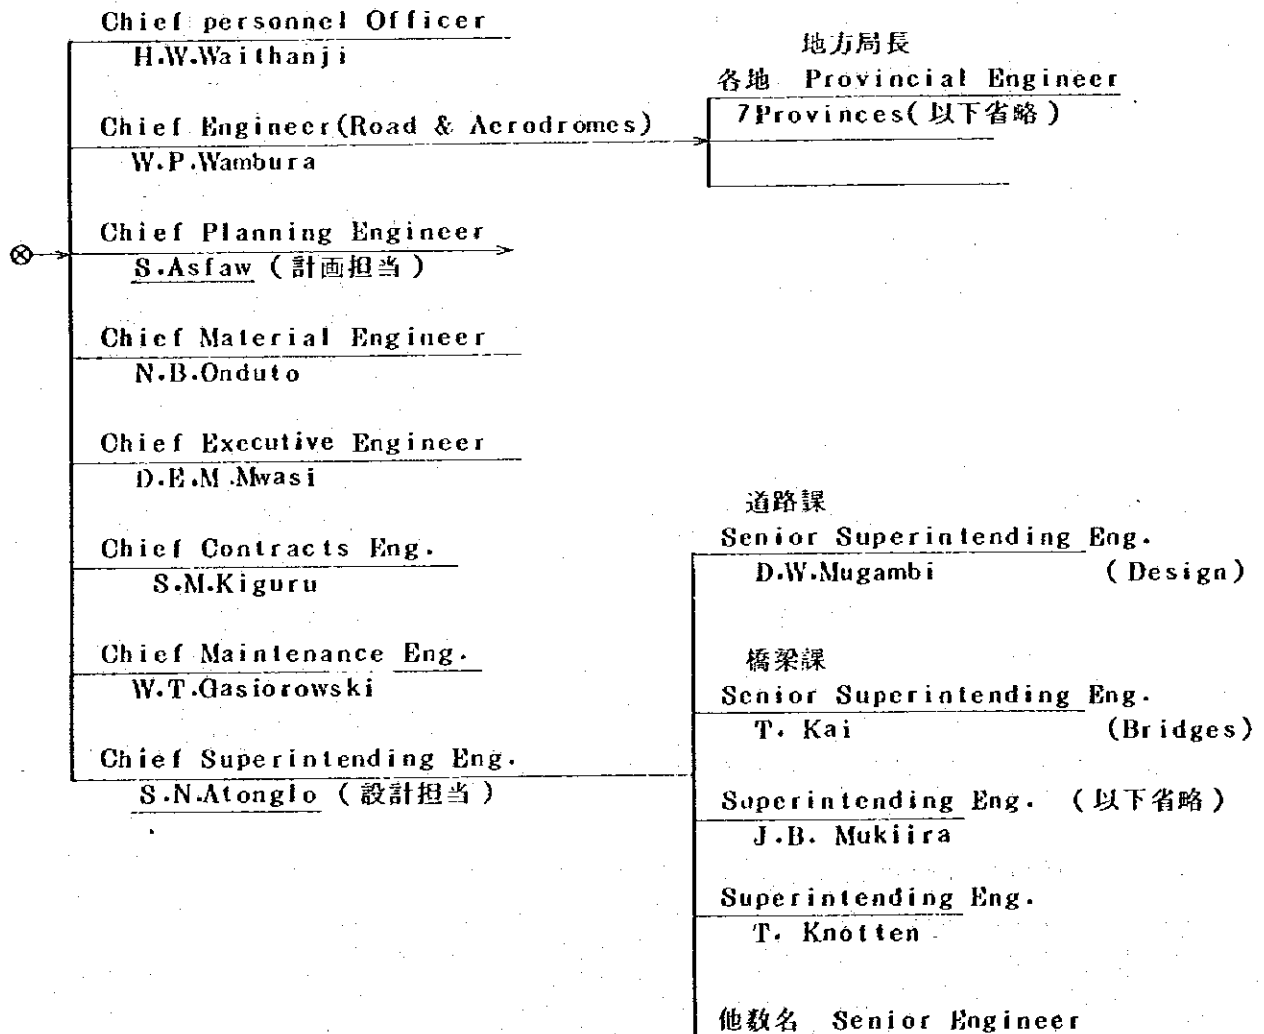 Chief personnel Officer
H.W.Waithanji
Chief Engineer(Road & Aerodromes)
W.P.Wambura
Chief Planning Engineer
S.Asfaw(計画担当)
Chief Material Engineer
N.B.Onduto
Chief Executive Engineer
D.E.M.Mwasi
Chief Contracts Eng.
S.M.Kiguru
Chief Maintenance Eng.
W.T.Gasiorowski
Chief Superintending Eng.
S.N.Atonglo(設計担当)
地方局長
各地 Provincial Engineer
7Provinces(以下省略)
道路課
Senior Superintending Eng.
D.W.Mugambi (Design)
橋梁課
Senior Superintending Eng.
T. Kai (Bridges)
Superintending Eng. (以下省略)
J.B. Mukiira
Superintending Eng.
T. Knotten
他数名 Senior Engineer